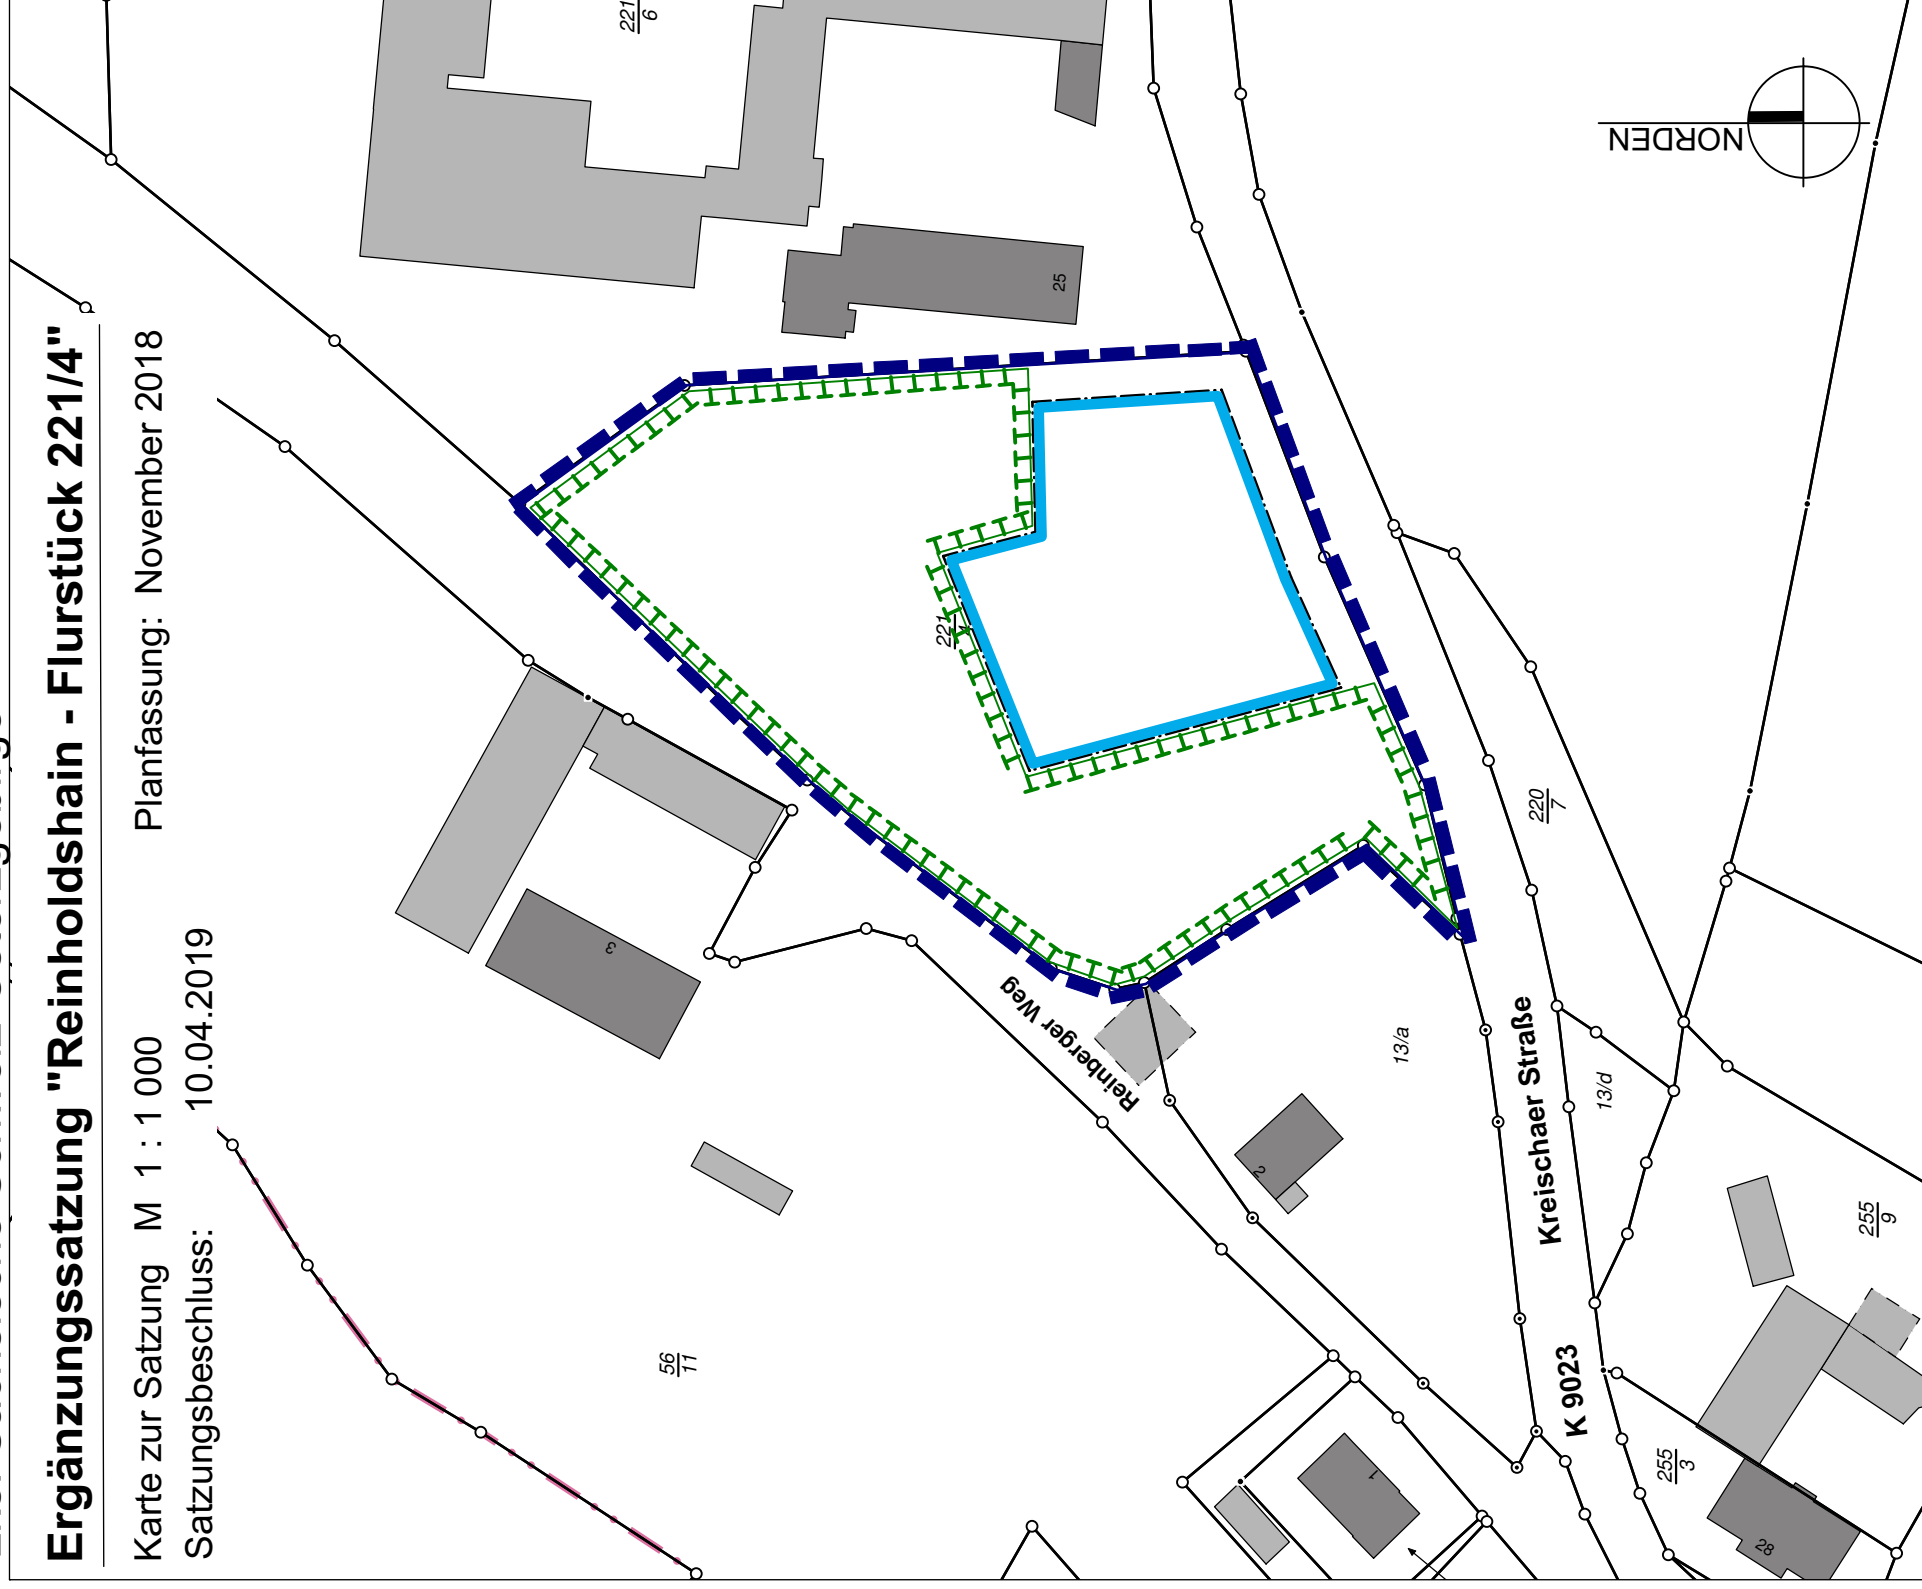 Ergänzungssatzung "Reinholdshain - Flurstück 221/4"
Karte zur Satzung M 1 : 1 000 Planfassung: November 2018
Satzungsbeschluss: 10.04.2019
NORDEN
221
6
25
221
4
3
Reinberger Weg
220
7
13/a
Kreischaer Straße
13/d
2
56
11
255
9
K 9023
255
3
1
28